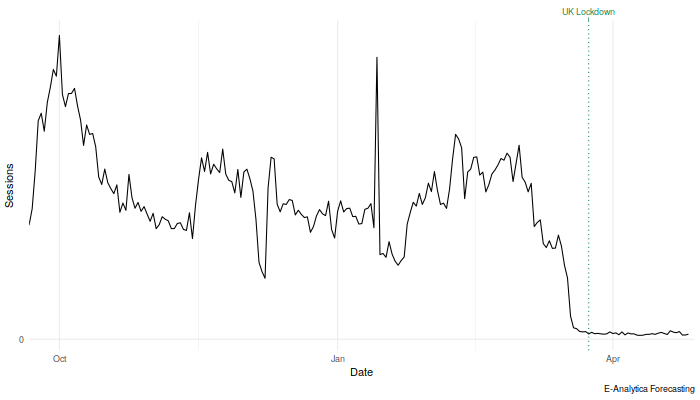 UK Lockdown
Sessions
0
Oct
Jan
Apr
Date
E-Analytica Forecasting